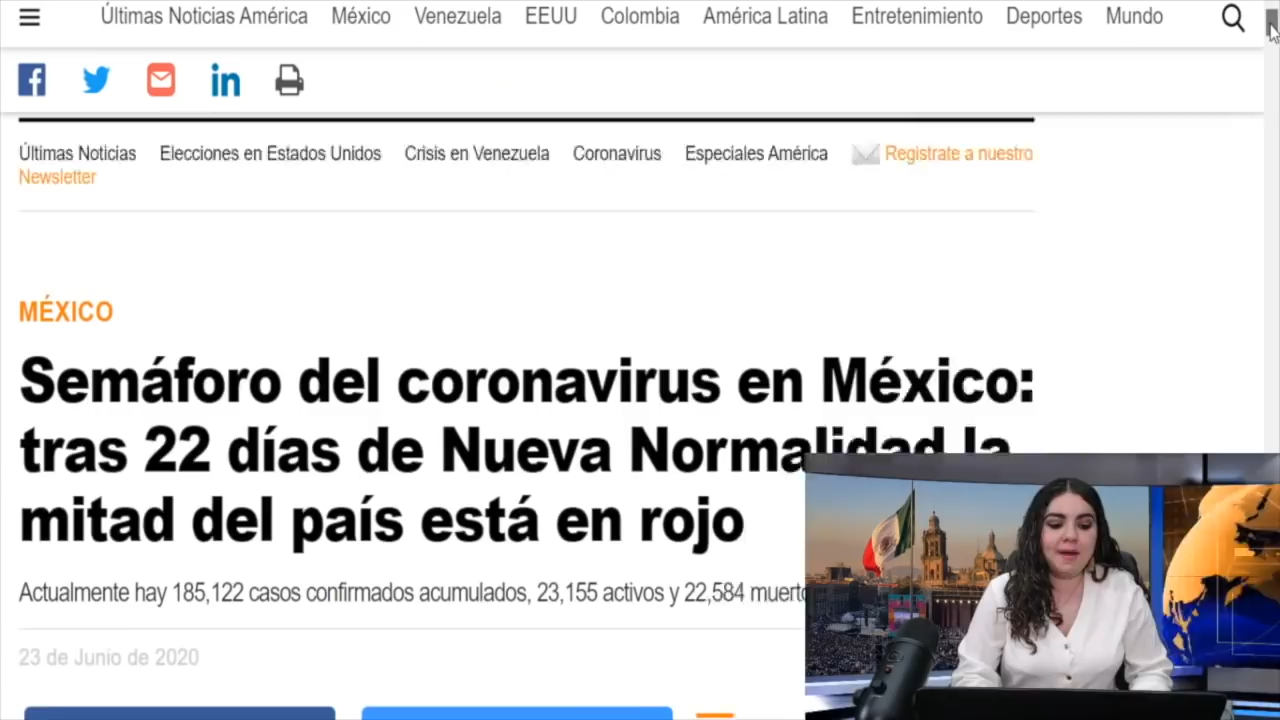 Últimas Noticias América México Venezuela EEUU Colombia América Latina Entretenimiento Deportes Mundo
Últimas Noticias Elecciones en Estados Unidos Crisis en Venezuela Coronavirus Especiales América Registrate a nuestro
Newsletter
MÉXICO
Semáforo del coronavirus en México:
tras 22 días de Nueva Normalidad la
mitad del país está en rojo
Actualmente hay 185,122 casos confirmados acumulados, 23,155 activos y 22,584
23 de Junio de 2020